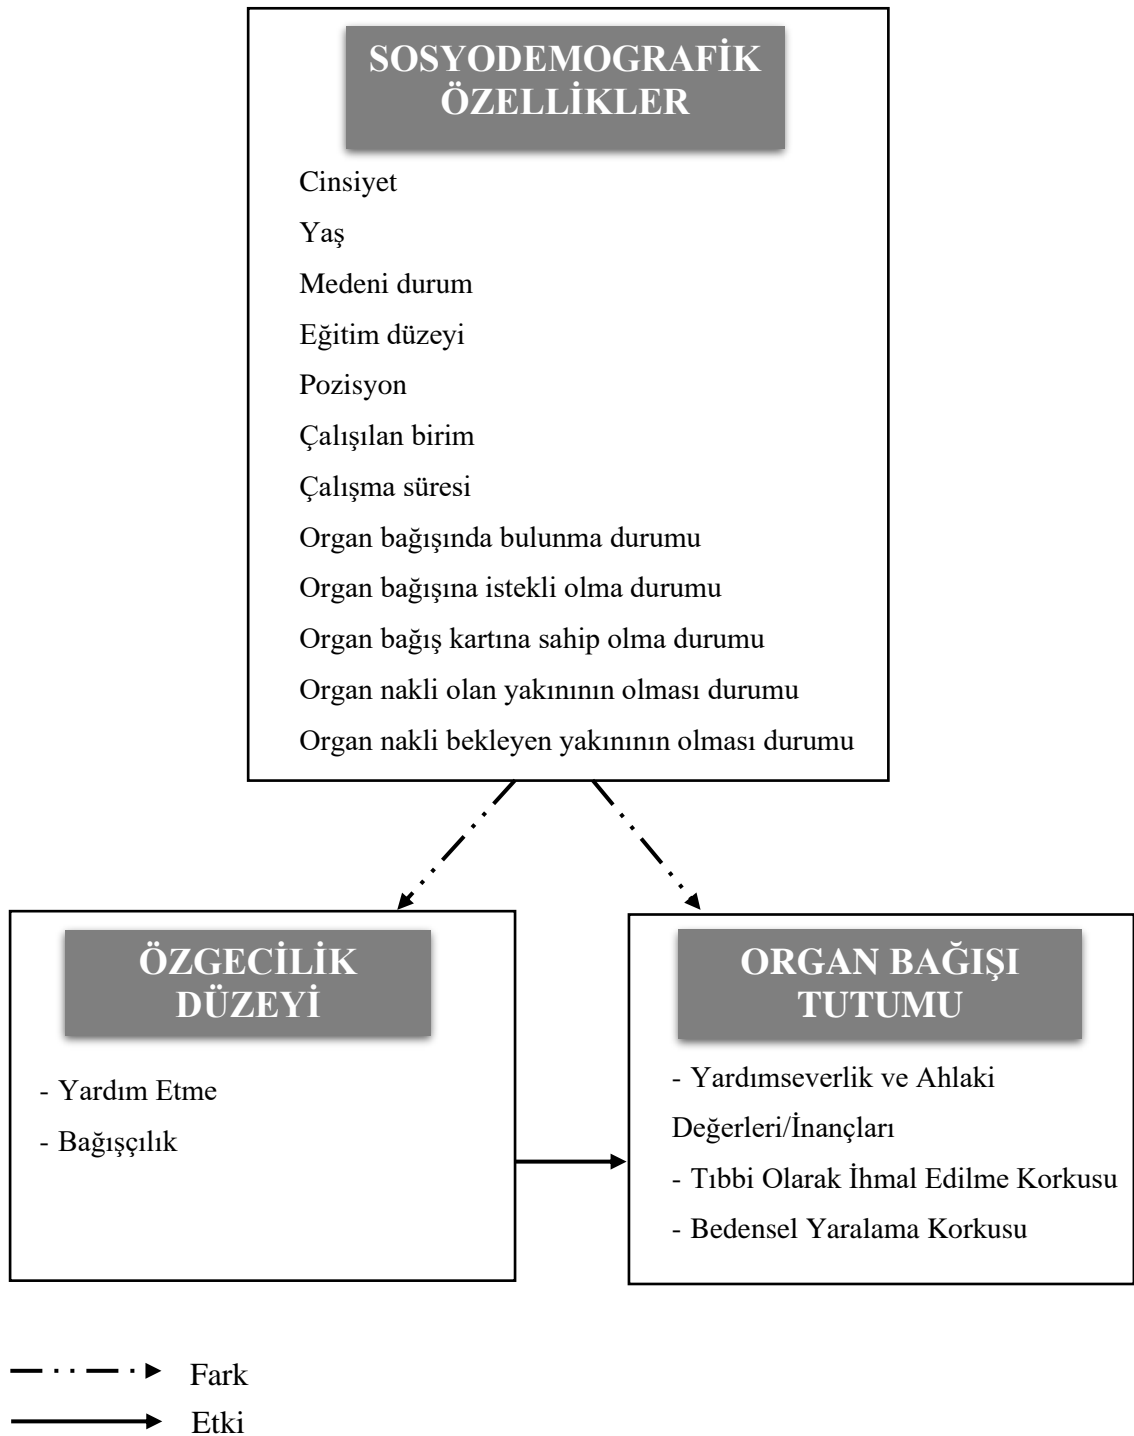 SOSYODEMOGRAFİK
ÖZELLİKLER
Cinsiyet
Yaş
Medeni durum
Eğitim düzeyi
Pozisyon
Çalışılan birim
Çalışma süresi
Organ bağışında bulunma durumu
Organ bağışına istekli olma durumu
Organ bağış kartına sahip olma durumu
Organ nakli olan yakınının olması durumu
Organ nakli bekleyen yakınının olması durumu
ÖZGECİLİK
DÜZEYİ
- Yardım Etme
- Bağışçılık
ORGAN BAĞIŞI
TUTUMU
- Yardımseverlik ve Ahlaki
Değerleri/İnançları
- Tıbbi Olarak İhmal Edilme Korkusu
- Bedensel Yaralama Korkusu
Fark
Etki